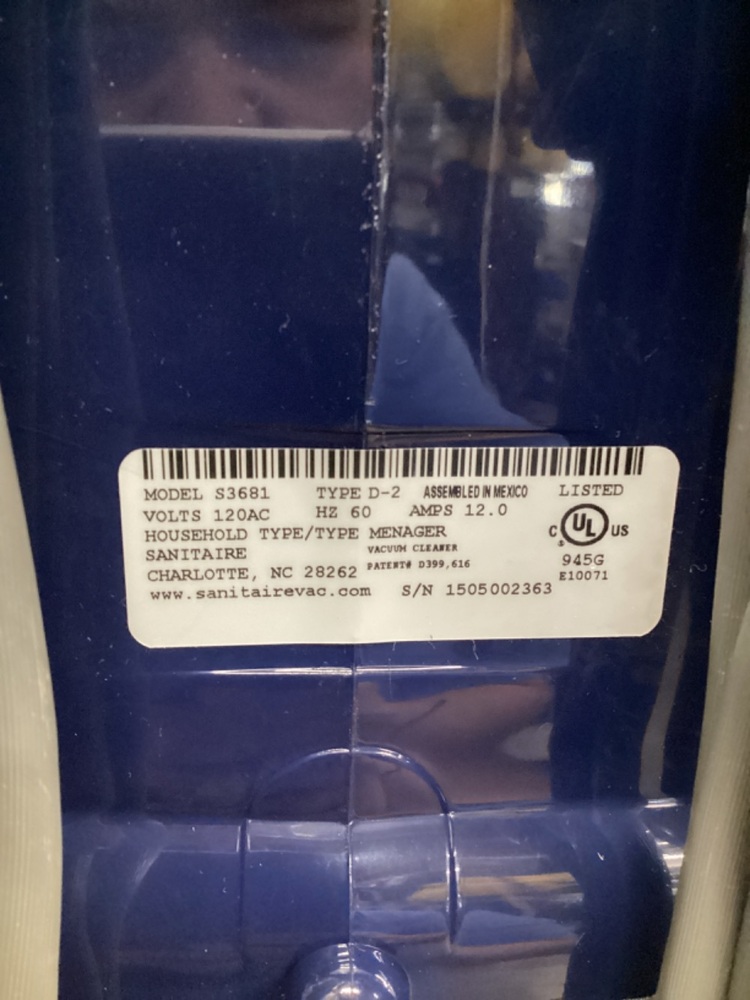 MODEL S3681 TYPE D-2 ASSEMBLED IN MEXICO LISTED
VOLTS 120AC HZ 60 AMPS 12.0
HOUSEHOLD TYPE/TYPE MENAGER
C UL US
SANITAIRE VACUUM CLEANER
945G
CHARLOTTE, NC 28262 PATENT# D399,616
E10071
www.sanitairevac.com S/N 1505002363